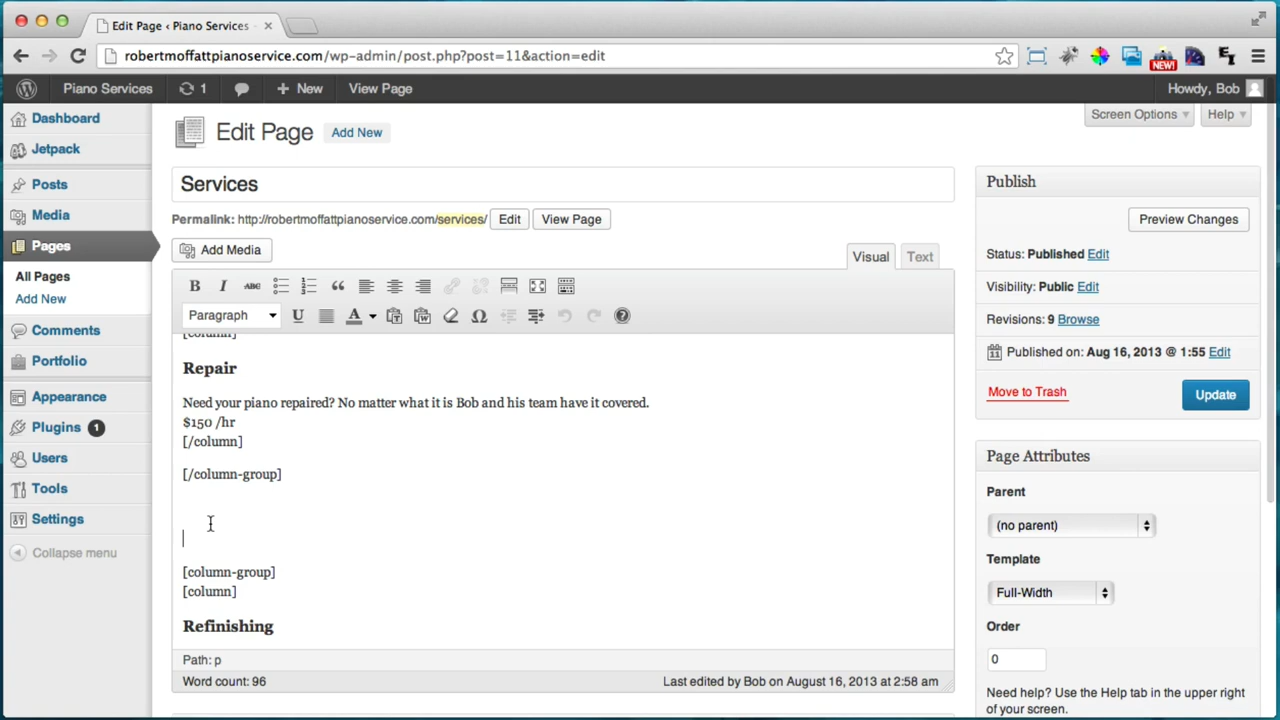 Edit Page ‹ Piano Services
robertmoffattpianoservice.com/wp-admin/post.php?post=11&action=edit
NEW!
Piano Services 1 New View Page Howdy, Bob
Screen Options Help
Dashboard
Jetpack
Posts
Media
Pages
All Pages
Add New
Comments
Portfolio
Appearance
Plugins 1
Users
Tools
Settings
Collapse menu
Edit Page Add New
Services
Permalink: http://robertmoffattpianoservice.com/services/ Edit View Page
Add Media
Visual Text
B I ABC
Paragraph U A
[column]
Repair
Need your piano repaired? No matter what it is Bob and his team have it covered.
$150 /hr
[/column]
[/column-group]
[column-group]
[column]
Refinishing
Path: p
Word count: 96 Last edited by Bob on August 16, 2013 at 2:58 am
Publish
Preview Changes
Status: Published Edit
Visibility: Public Edit
Revisions: 9 Browse
Published on: Aug 16, 2013 @ 1:55 Edit
Move to Trash Update
Page Attributes
Parent
(no parent)
Template
Full-Width
Order
0
Need help? Use the Help tab in the upper right
of your screen.